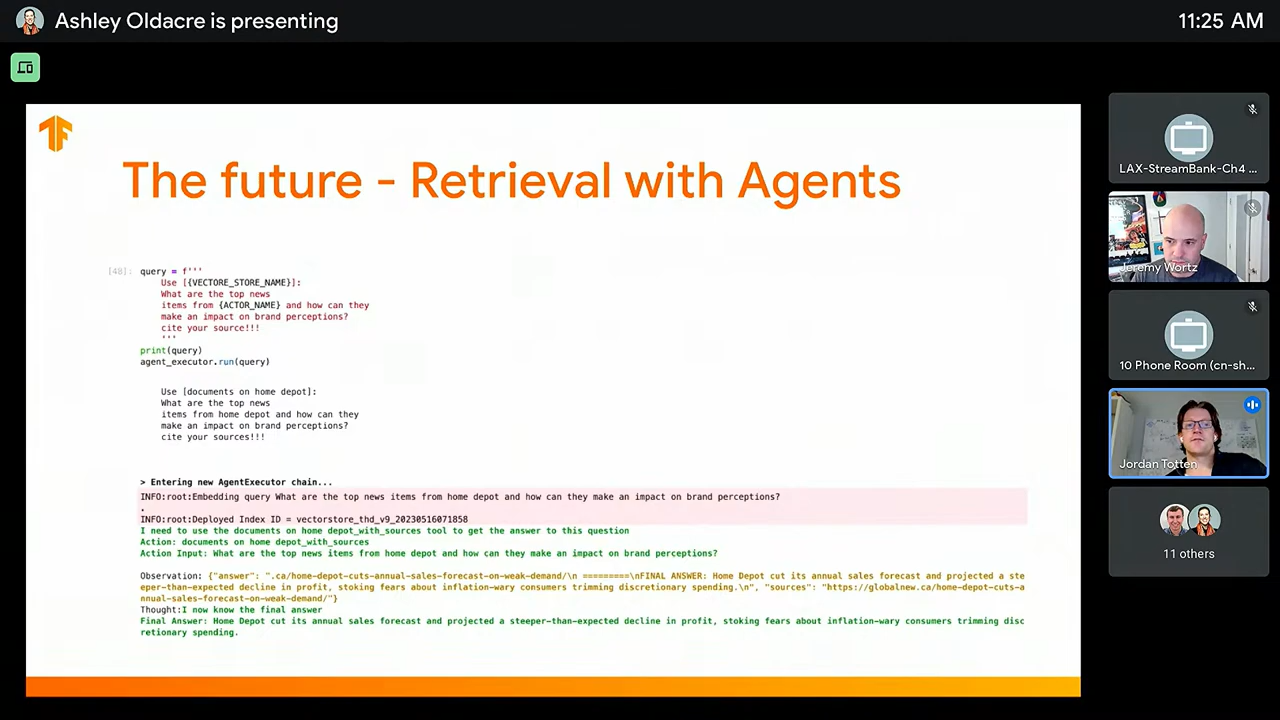 Ashley Oldacre is presenting
11:25 AM
The future - Retrieval with Agents
[48]:
query = f'''
Use [{VECTORE_STORE_NAME}]:
What are the top news
items from {ACTOR_NAME} and how can they
make an impact on brand perceptions?
cite your source!!!
'''
print(query)
agent_executor.run(query)
Use [documents on home depot]:
What are the top news
items from home depot and how can they
make an impact on brand perceptions?
cite your sources!!!
> Entering new AgentExecutor chain...
INFO:root:Embedding query What are the top news items from home depot and how can they make an impact on brand perceptions?
.
INFO:root:Deployed Index ID = vectorstore_thd_v9_20230516071858
I need to use the documents on home depot_with_sources tool to get the answer to this question
Action: documents on home depot_with_sources
Action Input: What are the top news items from home depot and how can they make an impact on brand perceptions?
Observation: {"answer": ".ca/home-depot-cuts-annual-sales-forecast-on-weak-demand/\n =========\nFINAL ANSWER: Home Depot cut its annual sales forecast and projected a ste
eper-than-expected decline in profit, stoking fears about inflation-wary consumers trimming discretionary spending.\n", "sources": "https://globalnew.ca/home-depot-cuts-a
nnual-sales-forecast-on-weak-demand/"}
Thought:I now know the final answer
Final Answer: Home Depot cut its annual sales forecast and projected a steeper-than-expected decline in profit, stoking fears about inflation-wary consumers trimming disc
retionary spending.
LAX-StreamBank-Ch4 ...
Jeremy Wortz
10 Phone Room (cn-sh...
Jordan Totten
11 others